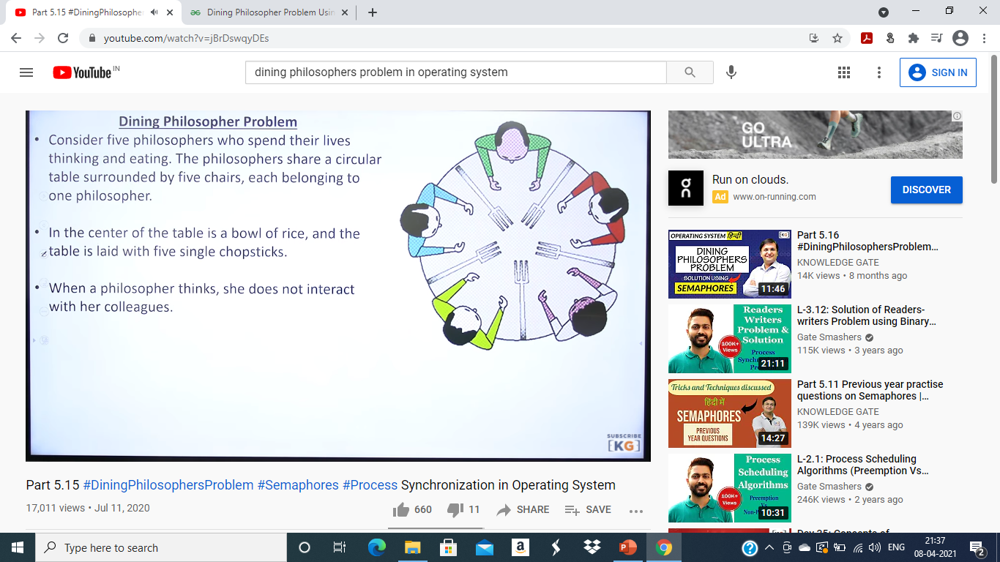 Part 5.15 #DiningPhilosophe
Dining Philosopher Problem Usin
youtube.com/watch?v=jBrDswqyDEs
YouTube IN
dining philosophers problem in operating system
SIGN IN
Dining Philosopher Problem
• Consider five philosophers who spend their lives
thinking and eating. The philosophers share a circular
table surrounded by five chairs, each belonging to
one philosopher.
• In the center of the table is a bowl of rice, and the
table is laid with five single chopsticks.
• When a philosopher thinks, she does not interact
with her colleagues.
SUBSCRIBE
[KG]
Part 5.15 #DiningPhilosophersProblem #Semaphores #Process Synchronization in Operating System
17,011 views • Jul 11, 2020
660
11
SHARE
SAVE
GO
ULTRA
on
Run on clouds.
Ad www.on-running.com
DISCOVER
OPERATING SYSTEM हिन्दी
[KG]
DINING
PHILOSOPHERS
PROBLEM
SOLUTION USING
SEMAPHORES
11:46
Part 5.16
#DiningPhilosophersProblem...
KNOWLEDGE GATE
14K views • 8 months ago
Readers
Writers
Problem &
Solution
100K+
Views
Process
21:11
L-3.12: Solution of Readers-
writers Problem using Binary...
Gate Smashers
115K views • 3 years ago
Tricks and Techniques discussed
हिंदी में
SEMAPHORES
PREVIOUS
YEAR QUESTIONS
14:27
Part 5.11 Previous year practise
questions on Semaphores |...
KNOWLEDGE GATE
139K views • 4 years ago
Process
Scheduling
Algorithms
100K+
Views
Preemption
Vs
10:31
L-2.1: Process Scheduling
Algorithms (Preemption Vs...
Gate Smashers
246K views • 2 years ago
Type here to search
ENG
21:37
08-04-2021
2